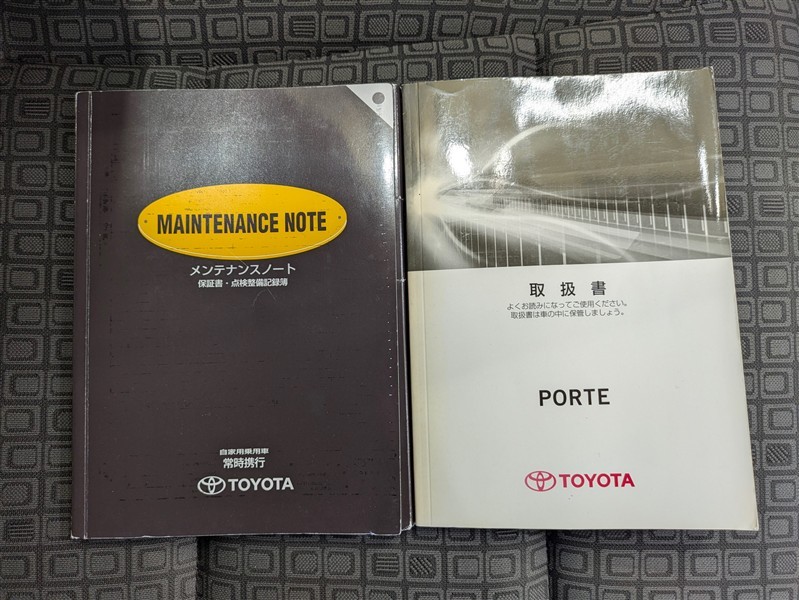 MAINTENANCE NOTE
メンテナンスノート
保証書・点検整備記録簿
自家用乗用車
常時携行
TOYOTA
取扱書
よくお読みになってご使用ください。
取扱書は車の中に保管しましょう。
PORTE
TOYOTA